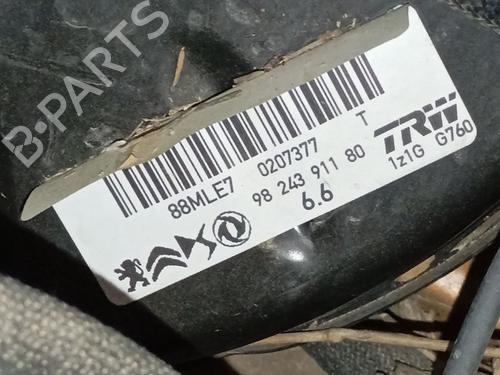 B-PARTS
88MLE7 0207377 T
98 243 911 80
6.6
TRW
1z1G G760